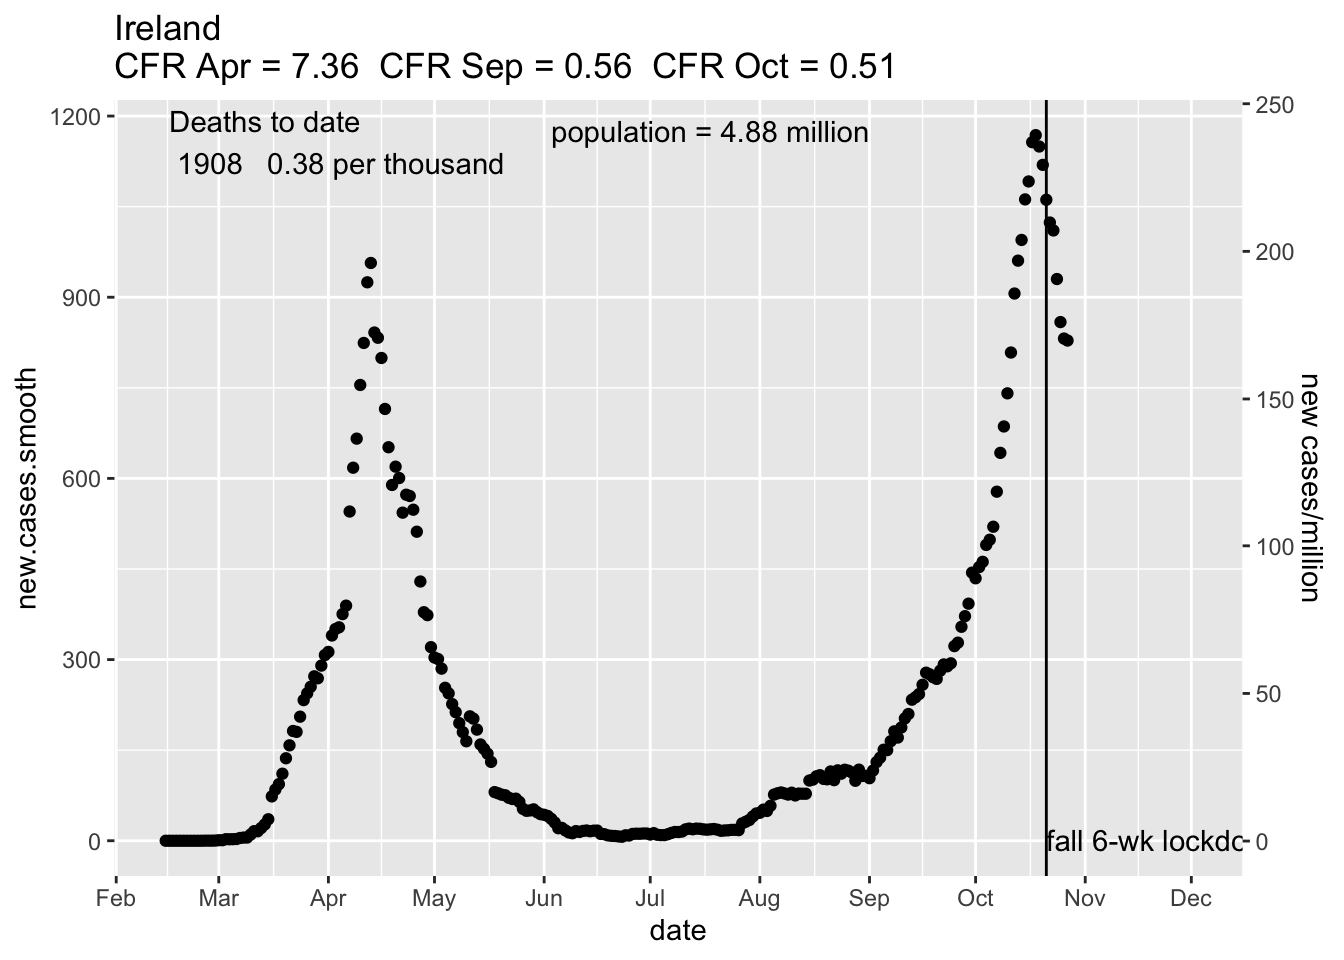 Ireland
CFR Apr = 7.36  CFR Sep = 0.56  CFR Oct = 0.51
Deaths to date
1908   0.38 per thousand
population = 4.88 million
new.cases.smooth
1200
900
600
300
0
250
200
150
100
50
0
new cases/million
fall 6-wk lockdo
Feb Mar Apr May Jun Jul Aug Sep Oct Nov Dec
date